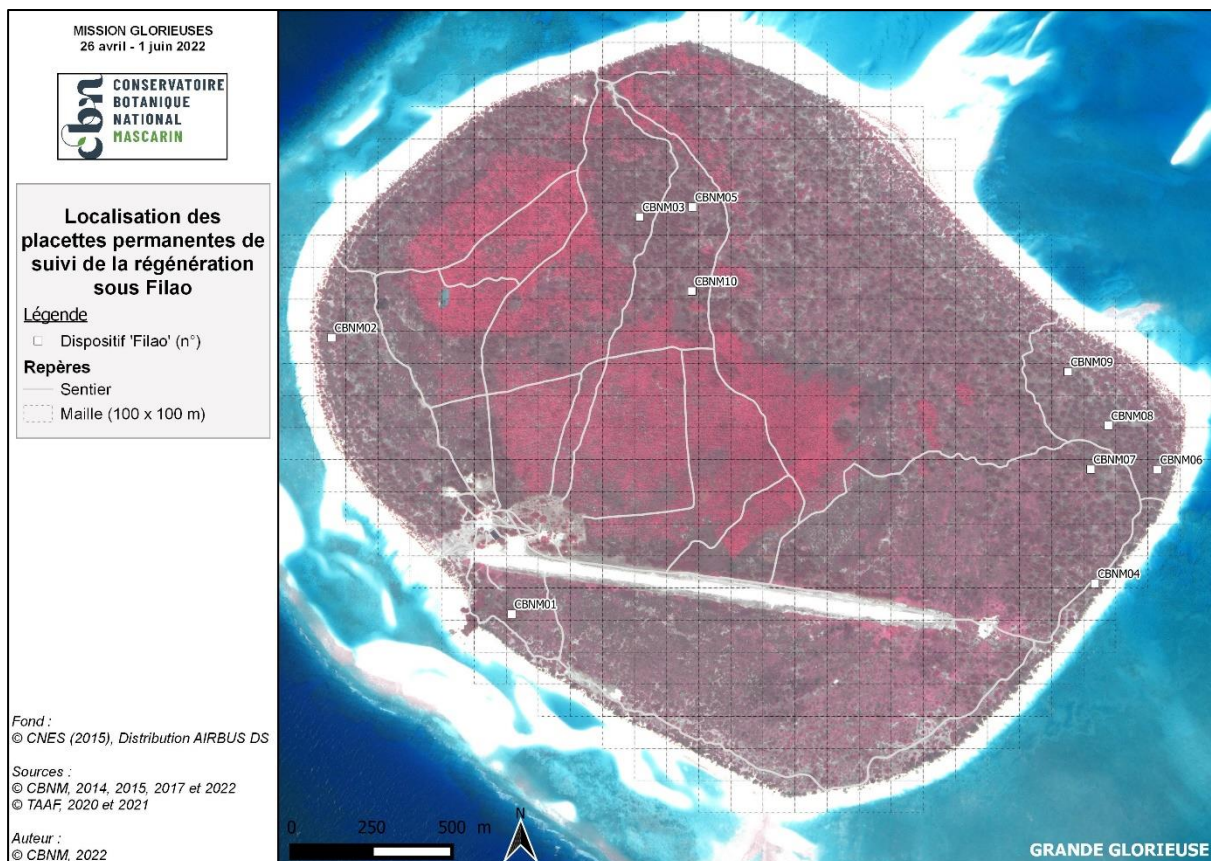 MISSION GLORIEUSES
26 avril - 1 juin 2022
cbn
CONSERVATOIRE
BOTANIQUE
NATIONAL
MASCARIN
Localisation des
placettes permanentes de
suivi de la régénération
sous Filao
Légende
Dispositif 'Filao' (n°)
Repères
Sentier
Maille (100 x 100 m)
Fond :
© CNES (2015), Distribution AIRBUS DS
Sources :
© CBNM, 2014, 2015, 2017 et 2022
© TAAF, 2020 et 2021
Auteur :
© CBNM, 2022
CBNM05
CBNM03
CBNM10
CBNM02
CBNM09
CBNM08
CBNM07
CBNM06
CBNM04
CBNM01
0 250 500 m
N
GRANDE GLORIEUSE